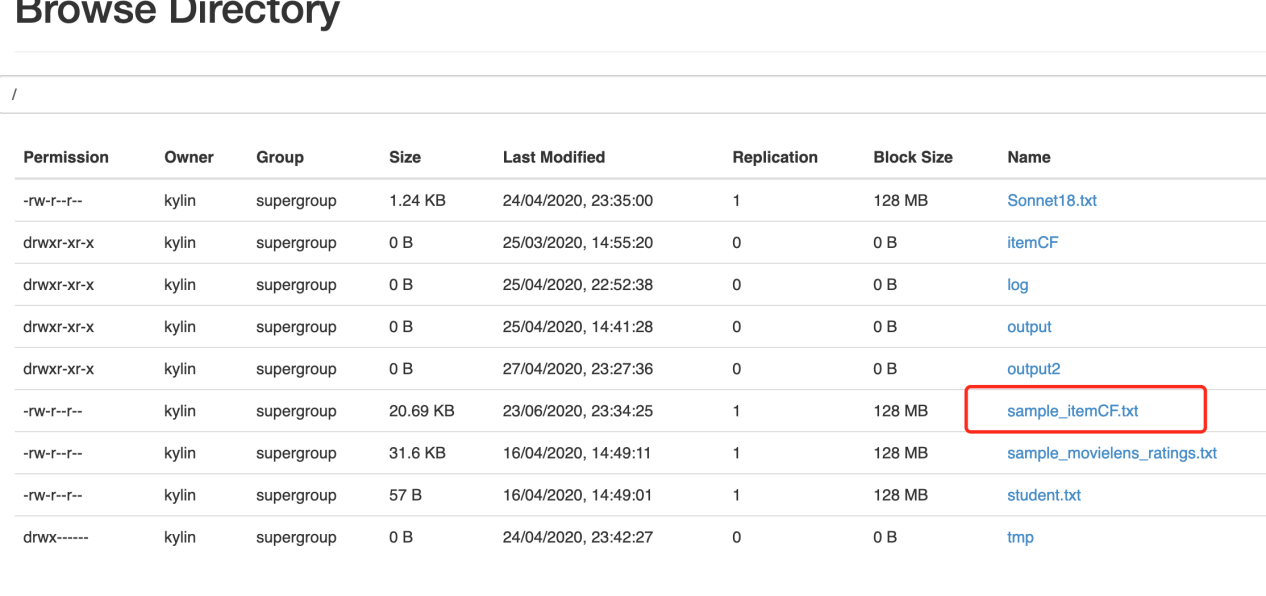 Browse Directory
/
Permission Owner Group Size Last Modified Replication Block Size Name
-rw-r--r-- kylin supergroup 1.24 KB 24/04/2020, 23:35:00 1 128 MB Sonnet18.txt
drwxr-xr-x kylin supergroup 0 B 25/03/2020, 14:55:20 0 0 B itemCF
drwxr-xr-x kylin supergroup 0 B 25/04/2020, 22:52:38 0 0 B log
drwxr-xr-x kylin supergroup 0 B 25/04/2020, 14:41:28 0 0 B output
drwxr-xr-x kylin supergroup 0 B 27/04/2020, 23:27:36 0 0 B output2
-rw-r--r-- kylin supergroup 20.69 KB 23/06/2020, 23:34:25 1 128 MB sample_itemCF.txt
-rw-r--r-- kylin supergroup 31.6 KB 16/04/2020, 14:49:11 1 128 MB sample_movielens_ratings.txt
-rw-r--r-- kylin supergroup 57 B 16/04/2020, 14:49:01 1 128 MB student.txt
drwx------ kylin supergroup 0 B 24/04/2020, 23:42:27 0 0 B tmp